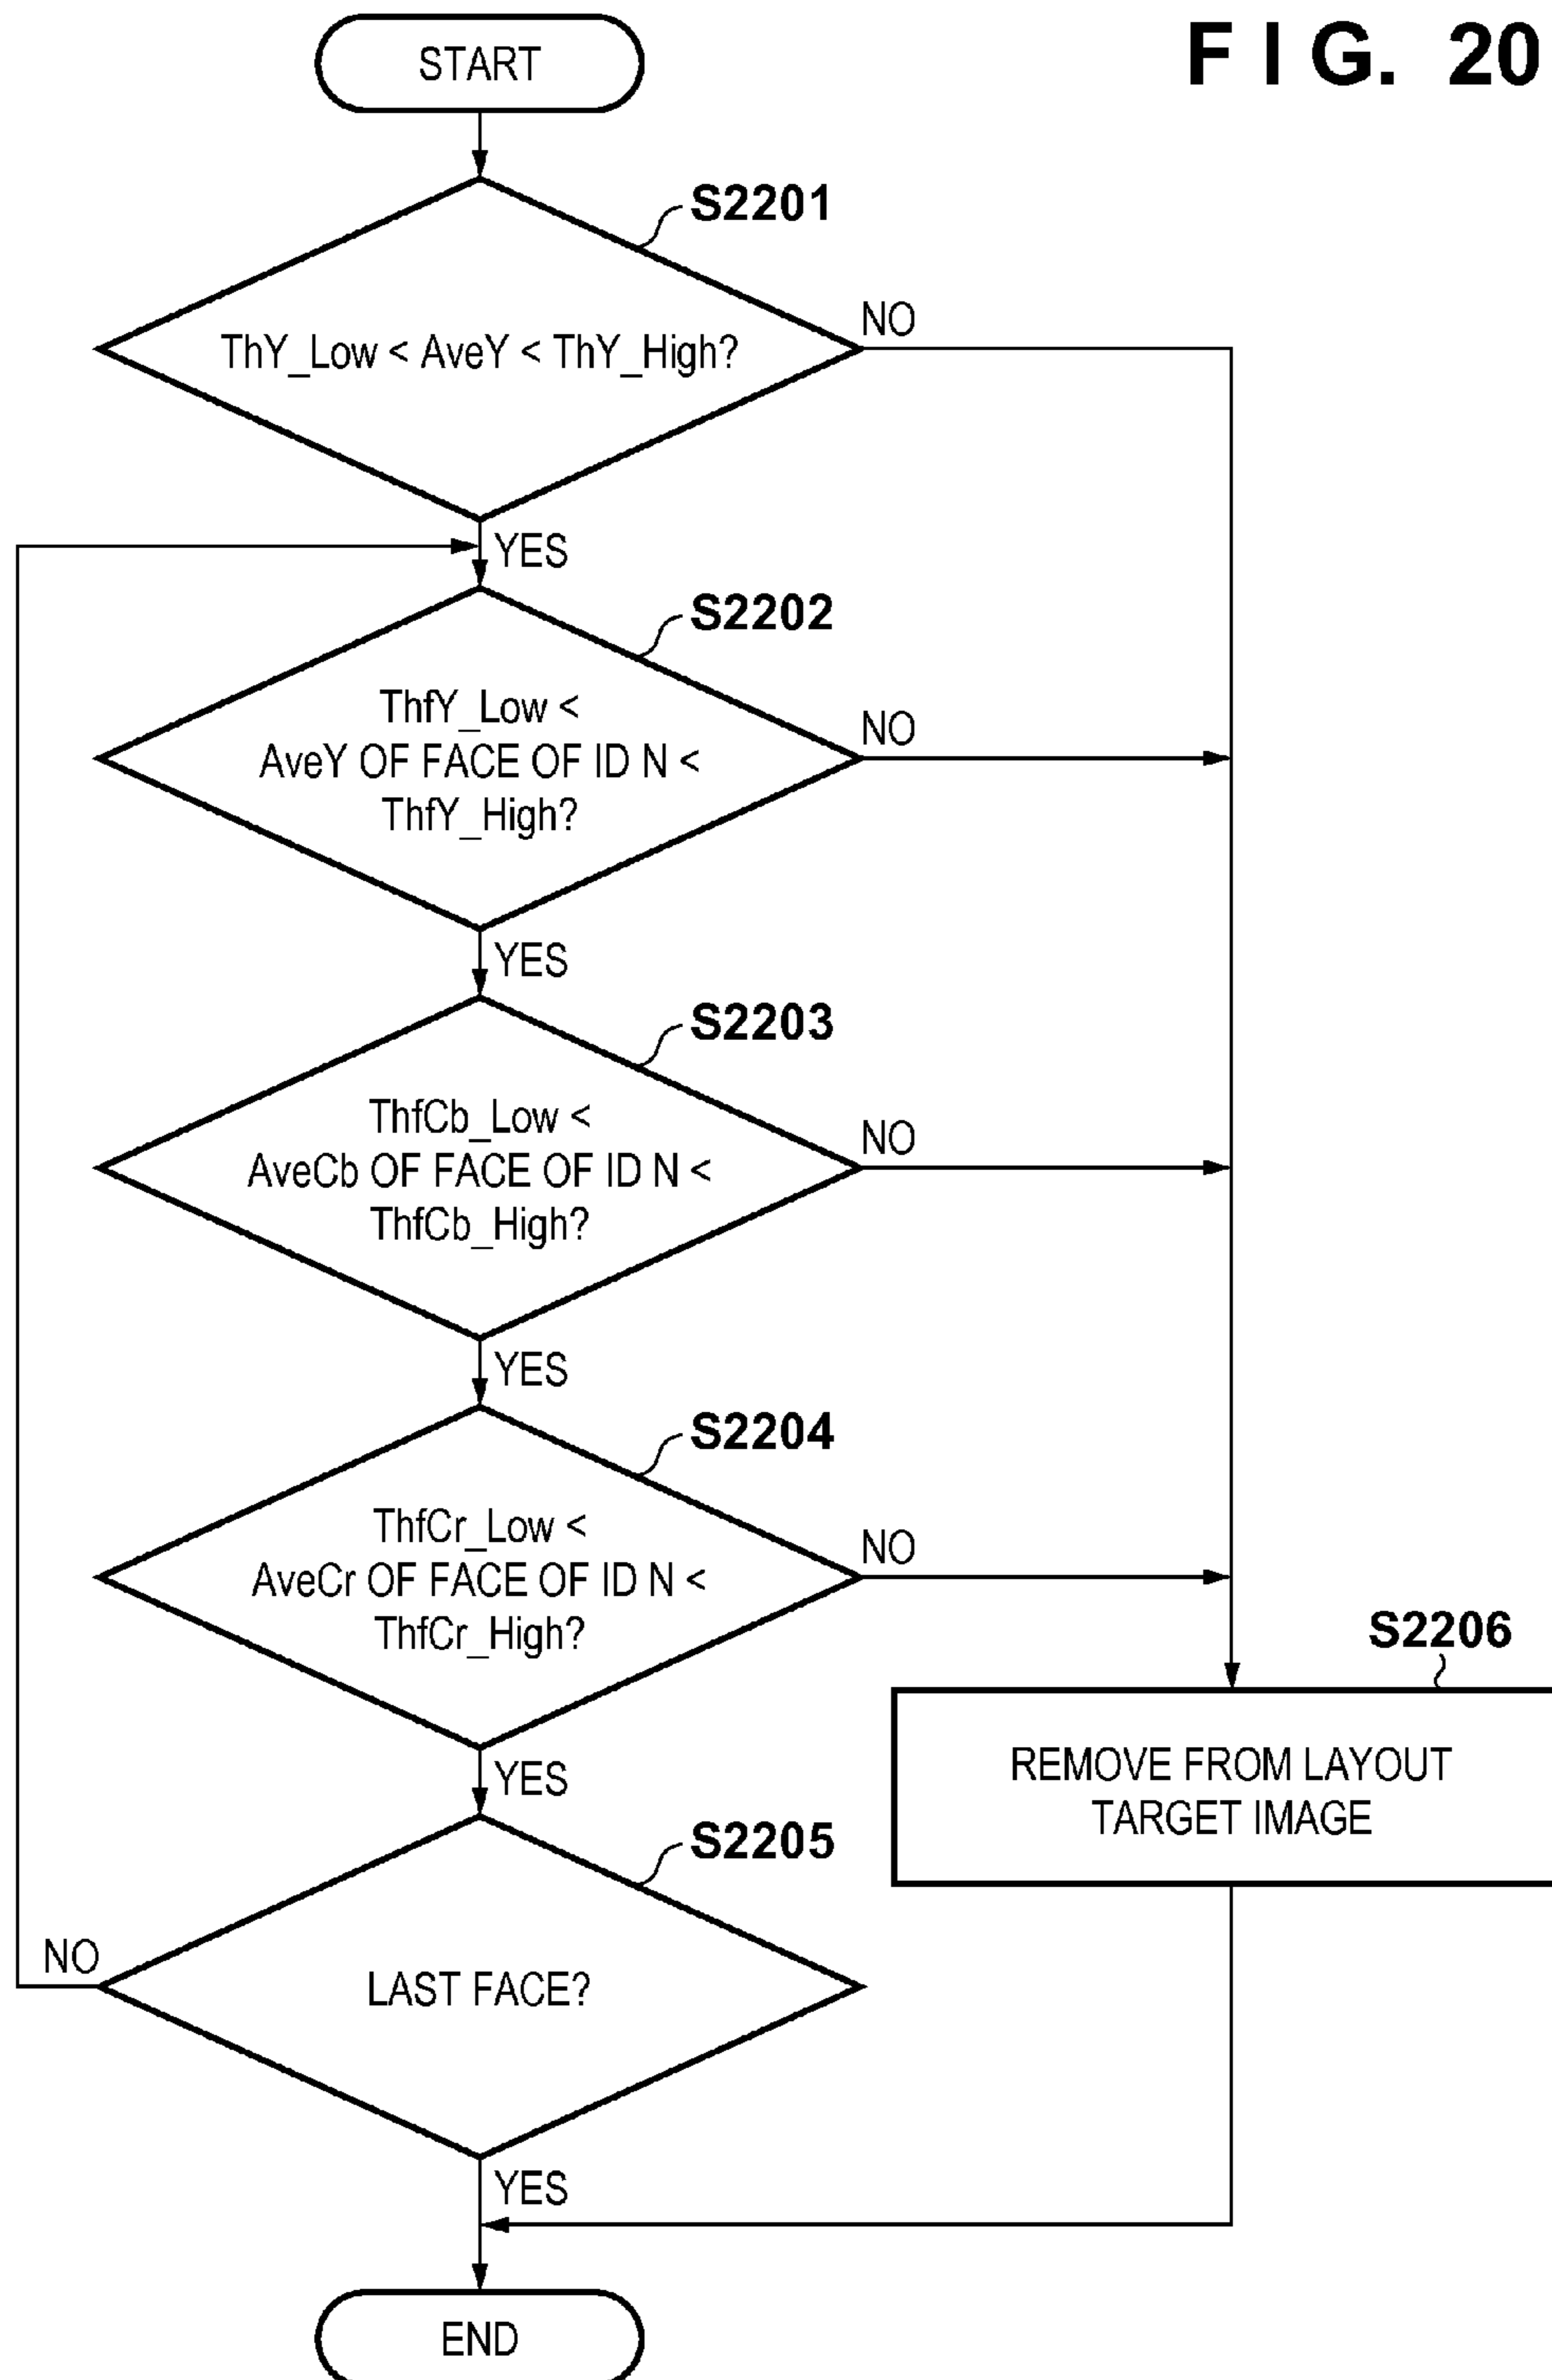 F I G. 20
START
S2201
ThY_Low < AveY < ThY_High?
NO
YES
S2202
ThfY_Low <
AveY OF FACE OF ID N <
ThfY_High?
NO
YES
S2203
ThfCb_Low <
AveCb OF FACE OF ID N <
ThfCb_High?
NO
YES
S2204
ThfCr_Low <
AveCr OF FACE OF ID N <
ThfCr_High?
NO
S2206
REMOVE FROM LAYOUT
TARGET IMAGE
YES
S2205
NO
LAST FACE?
YES
END